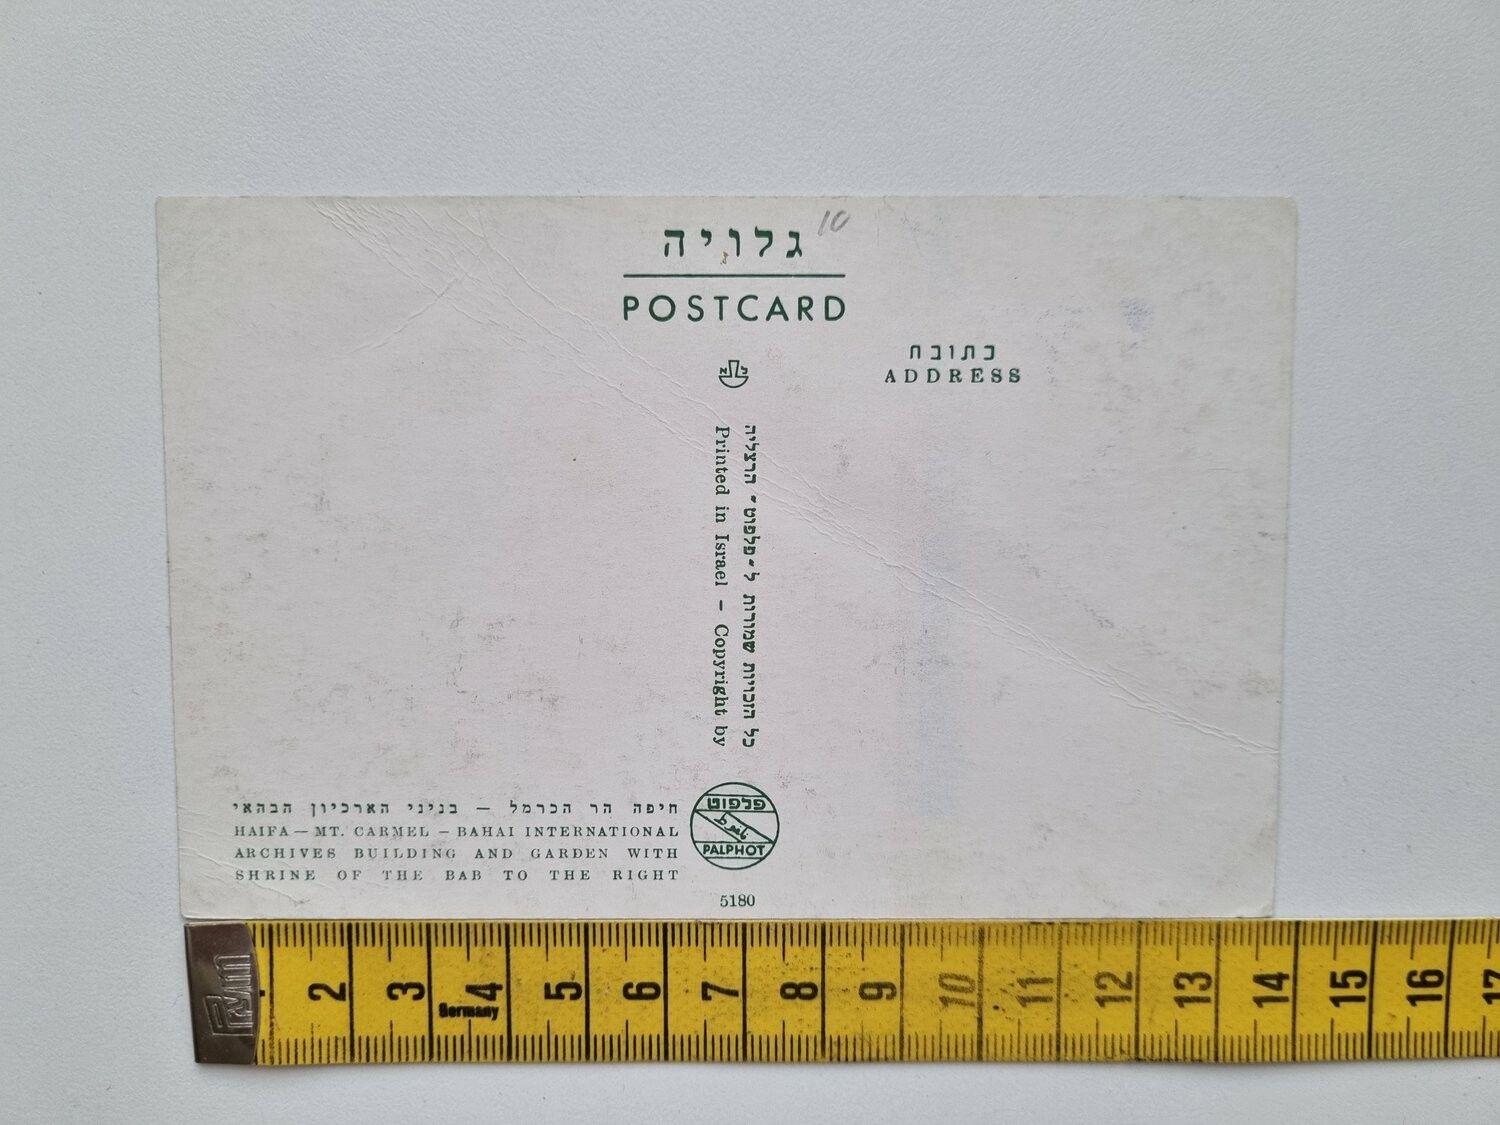 גלויה
10
POSTCARD
כתובת
ADDRESS
כל הזכויות שמורות ל-״פלפוט״ הרצליה
Printed in Israel – Copyright by
חיפה הר הכרמל — בניני הארכיון הבהאי
HAIFA — MT. CARMEL — BAHAI INTERNATIONAL
ARCHIVES BUILDING AND GARDEN WITH
SHRINE OF THE BAB TO THE RIGHT
פלפוט
PALPHOT
5180
2 3 4 5 6 7 8 9 10 11 12 13 14 15 16 17
Germany